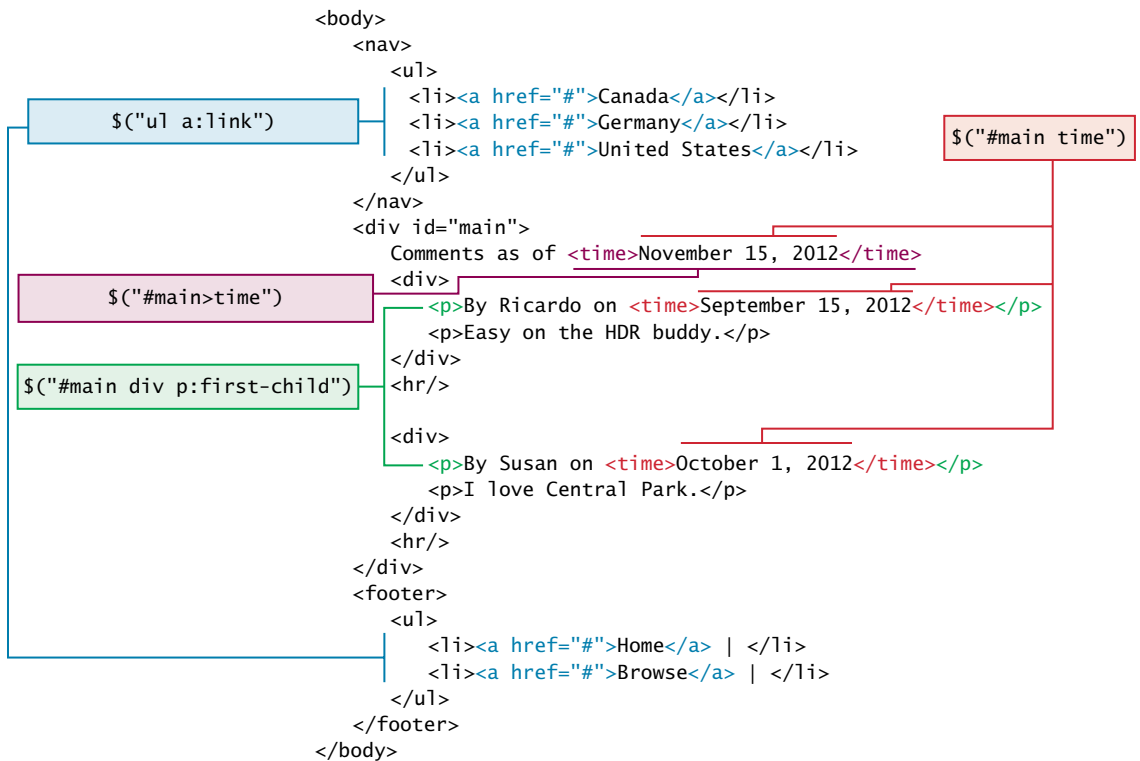 <body>
<nav>
<ul>
<li><a href="#">Canada</a></li>
$("ul a:link")
<li><a href="#">Germany</a></li>
$("#main time")
<li><a href="#">United States</a></li>
</ul>
</nav>
<div id="main">
Comments as of <time>November 15, 2012</time>
<div>
$("#main>time")
<p>By Ricardo on <time>September 15, 2012</time></p>
<p>Easy on the HDR buddy.</p>
</div>
$("#main div p:first-child")
<hr/>
<div>
<p>By Susan on <time>October 1, 2012</time></p>
<p>I love Central Park.</p>
</div>
<hr/>
</div>
<footer>
<ul>
<li><a href="#">Home</a> | </li>
<li><a href="#">Browse</a> | </li>
</ul>
</footer>
</body>